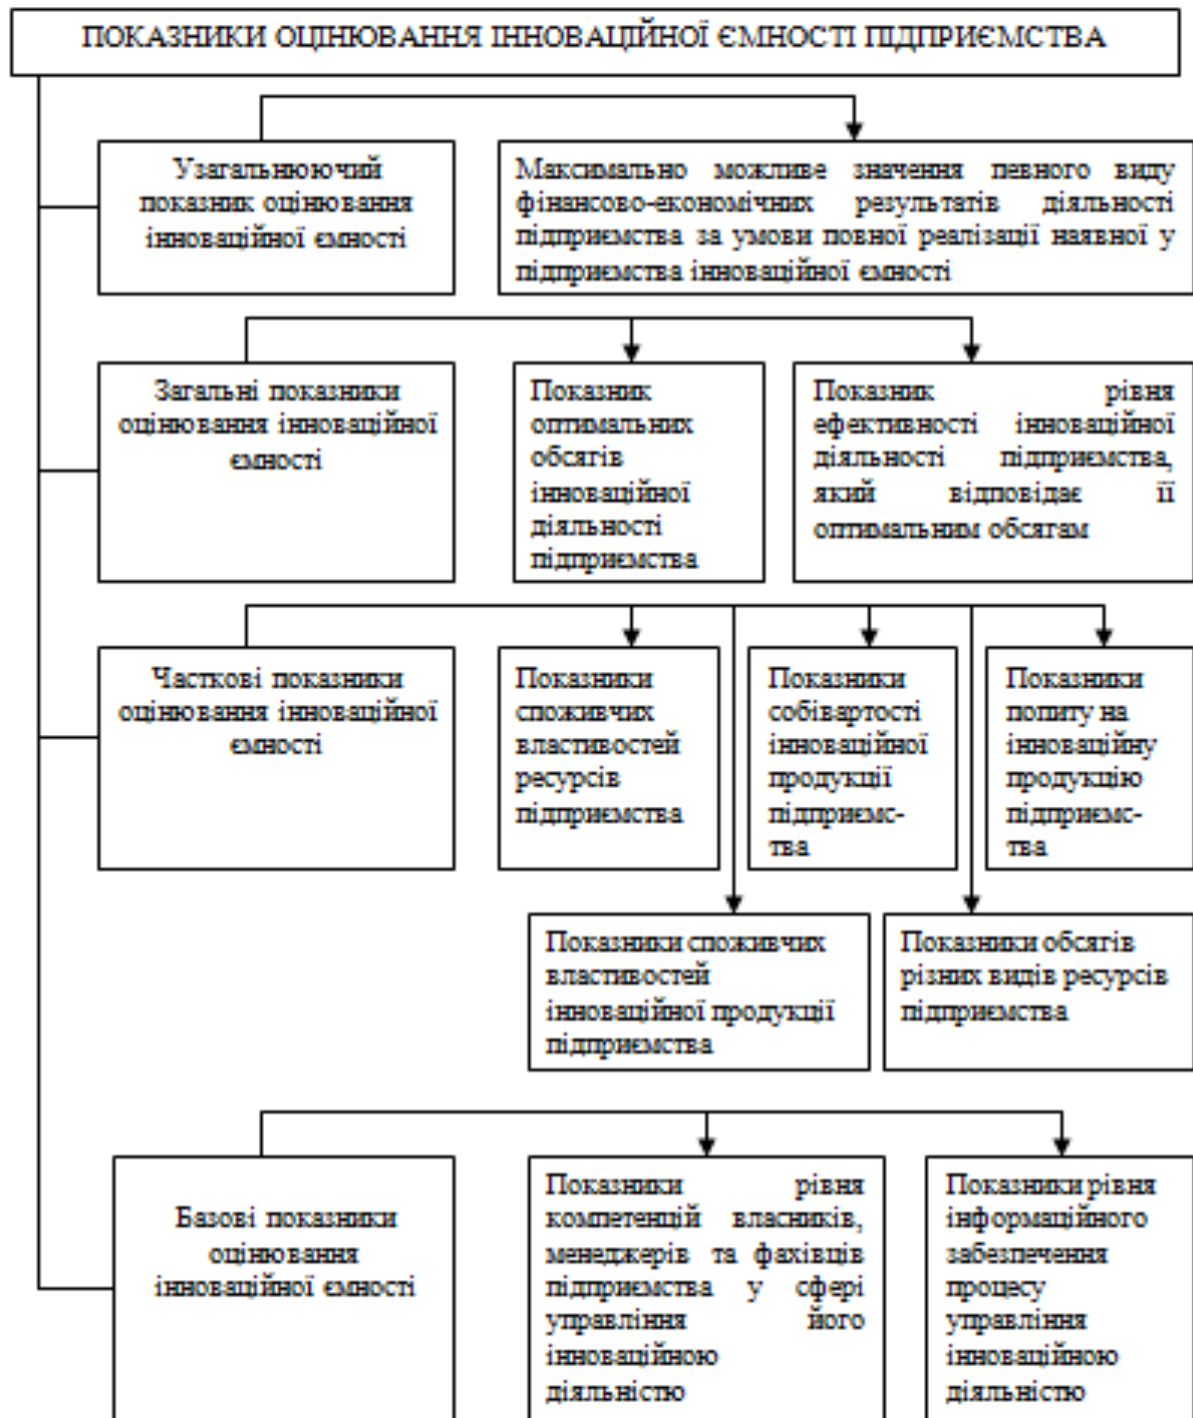 ПОКАЗНИКИ ОЦІНЮВАННЯ ІННОВАЦІЙНОЇ ЄМНОСТІ ПІДПРИЄМСТВА
Узагальнюючий
показник оцінювання
інноваційної ємності
Максимально можливе значення певного виду
фінансово-економічних результатів діяльності
підприємства за умови повної реалізації наявної у
підприємства інноваційної ємності
Загальні показники
оцінювання інноваційної
ємності
Показник
оптимальних
обсягів
інноваційної
діяльності
підприємства
Показник рівня
ефективності інноваційної
діяльності підприємства,
який відповідає її
оптимальним обсягам
Часткові показники
оцінювання інноваційної
ємності
Показники
споживчих
властивостей
ресурсів
підприємства
Показники
собівартості
інноваційної
продукції
підприємс-
тва
Показники
попиту на
інноваційну
продукцію
підприємс-
тва
Показники споживчих
властивостей
інноваційної продукції
підприємства
Показники обсягів
різних видів ресурсів
підприємства
Базові показники
оцінювання
інноваційної ємності
Показники рівня
компетенцій власників,
менеджерів та фахівців
підприємства у сфері
управління його
інноваційною
діяльністю
Показники рівня
інформаційного
забезпечення
процесу
управління
інноваційною
діяльністю